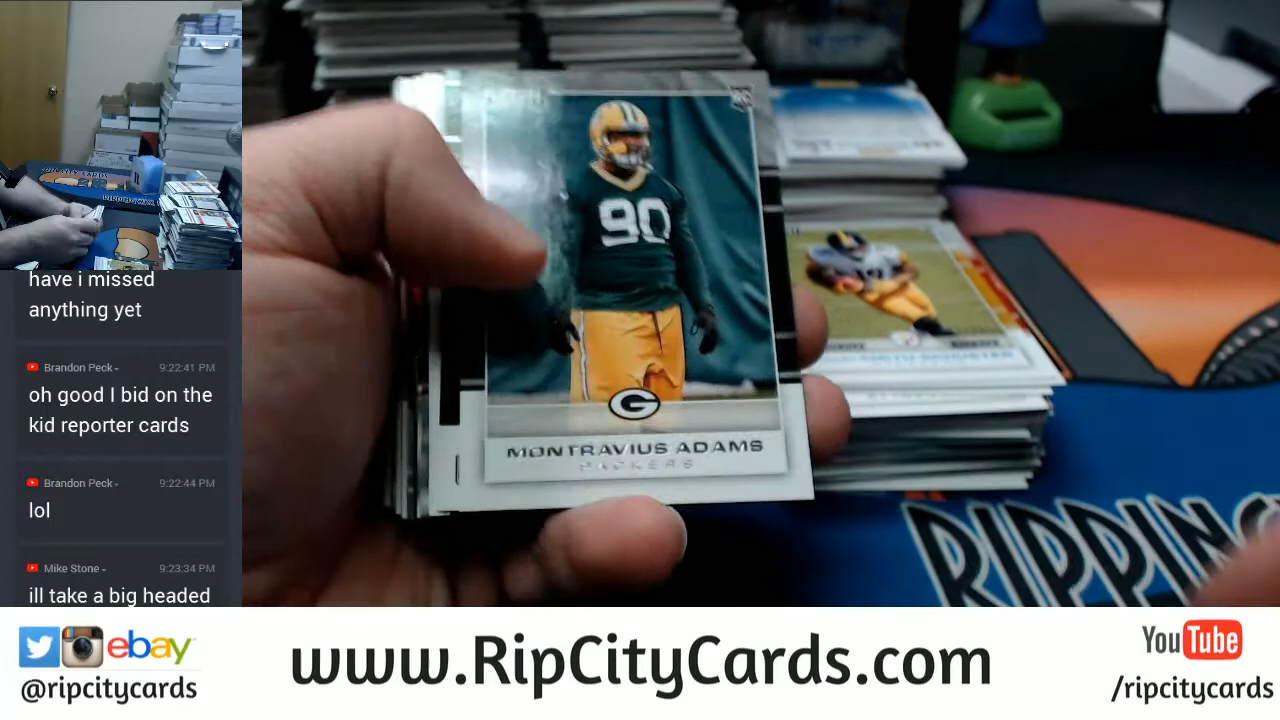 have i missed
anything yet
Brandon Peck
9:22:41 PM
oh good I bid on the
kid reporter cards
Brandon Peck
9:22:44 PM
lol
Mike Stone
9:23:34 PM
ill take a big headed
90
G
MONTRAVIUS ADAMS
PACKERS
RIPPING
ebay
@ripcitycards
www.RipCityCards.com
YouTube
/ripcitycards